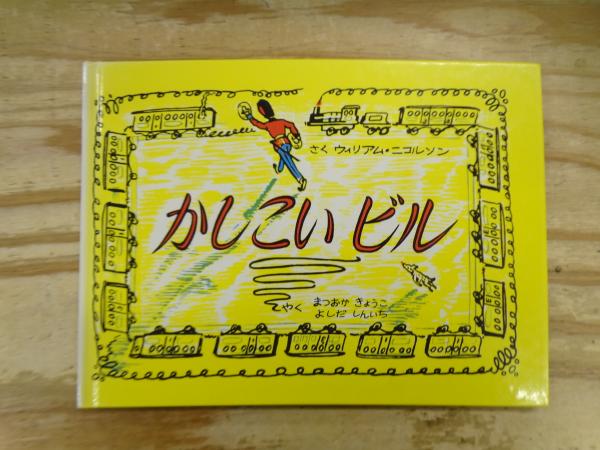 さく ウィリアム・ニコルソン
かしこい ビル
やく まつおか きょうこ
よしだ しんいち